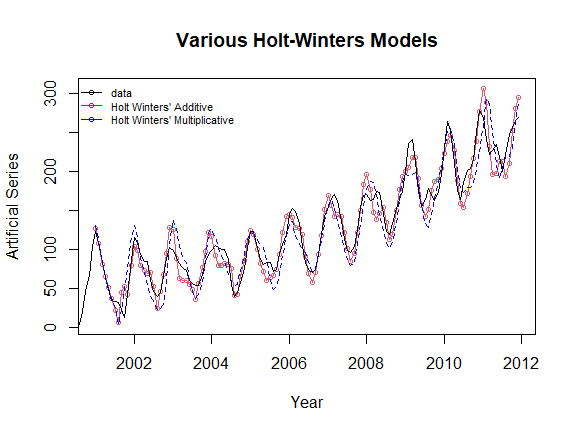 Various Holt-Winters Models
data
Holt Winters' Additive
Holt Winters' Multiplicative
Artificial Series
300
200
100
50
0
2002 2004 2006 2008 2010 2012
Year